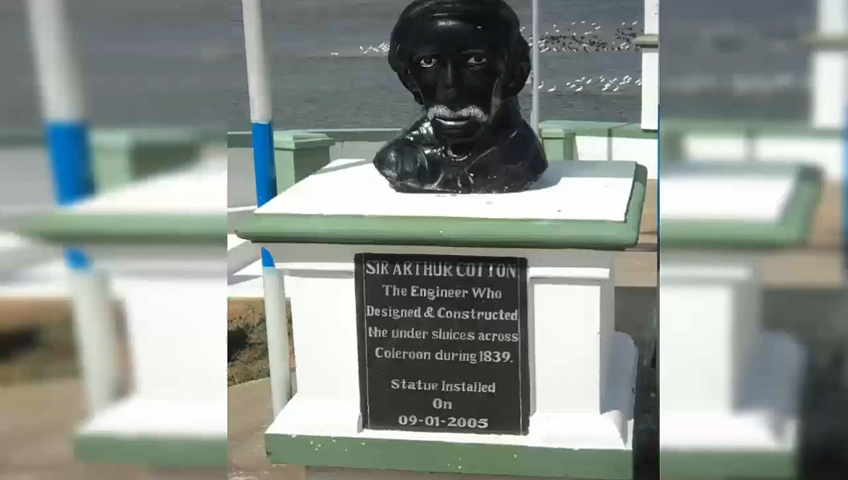 SIR ARTHUR COTTON
The Engineer Who
Designed & Constructed
the under sluices across
Coleroon during 1839.
Statue Installed
On
09-01-2005